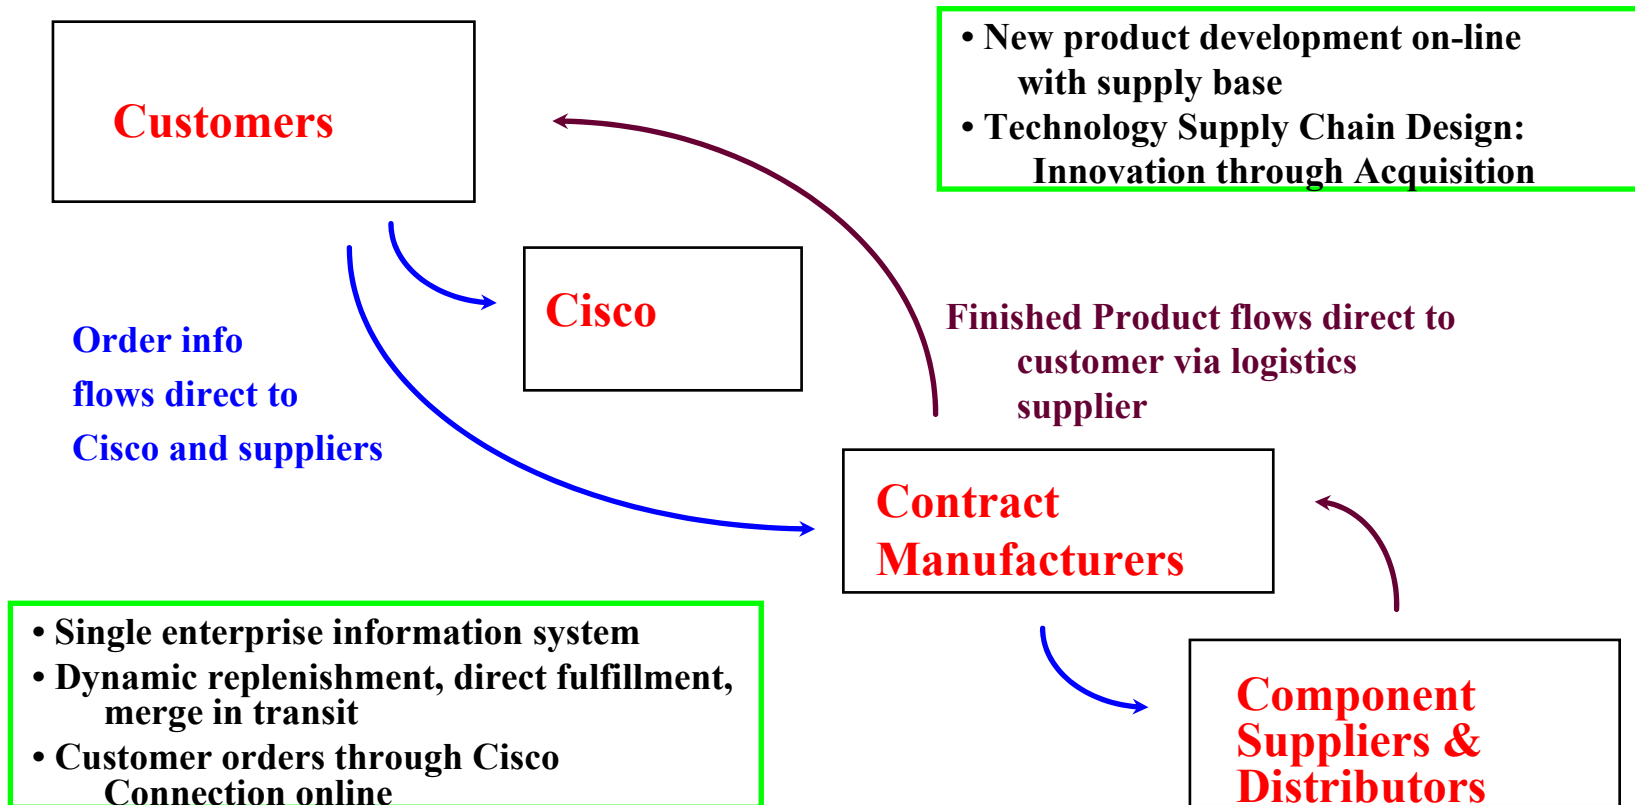 • New product development on-line
with supply base
• Technology Supply Chain Design:
Innovation through Acquisition
Customers
Cisco
Order info
flows direct to
Cisco and suppliers
Finished Product flows direct to
customer via logistics
supplier
Contract
Manufacturers
• Single enterprise information system
• Dynamic replenishment, direct fulfillment,
merge in transit
• Customer orders through Cisco
Connection online
Component
Suppliers &
Distributors